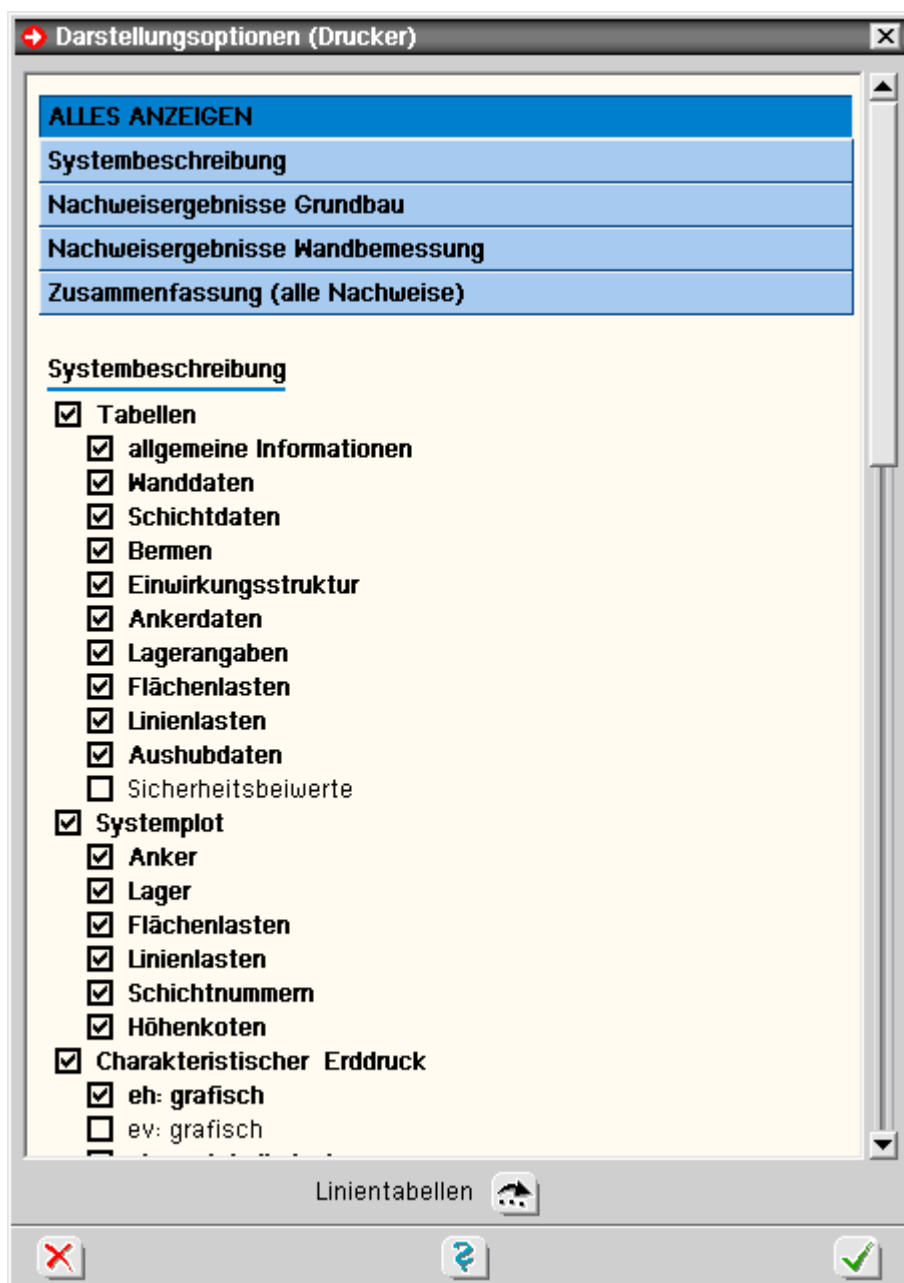 Darstellungsoptionen (Drucker)
ALLES ANZEIGEN
Systembeschreibung
Nachweisergebnisse Grundbau
Nachweisergebnisse Wandbemessung
Zusammenfassung (alle Nachweise)
Systembeschreibung
Tabellen
allgemeine Informationen
Wanddaten
Schichtdaten
Bermen
Einwirkungsstruktur
Ankerdaten
Lagerangaben
Flächenlasten
Linienlasten
Aushubdaten
Sicherheitsbeiwerte
Systemplot
Anker
Lager
Flächenlasten
Linienlasten
Schichtnummern
Höhenkoten
Charakteristischer Erddruck
eh: grafisch
ev: grafisch
Linientabellen